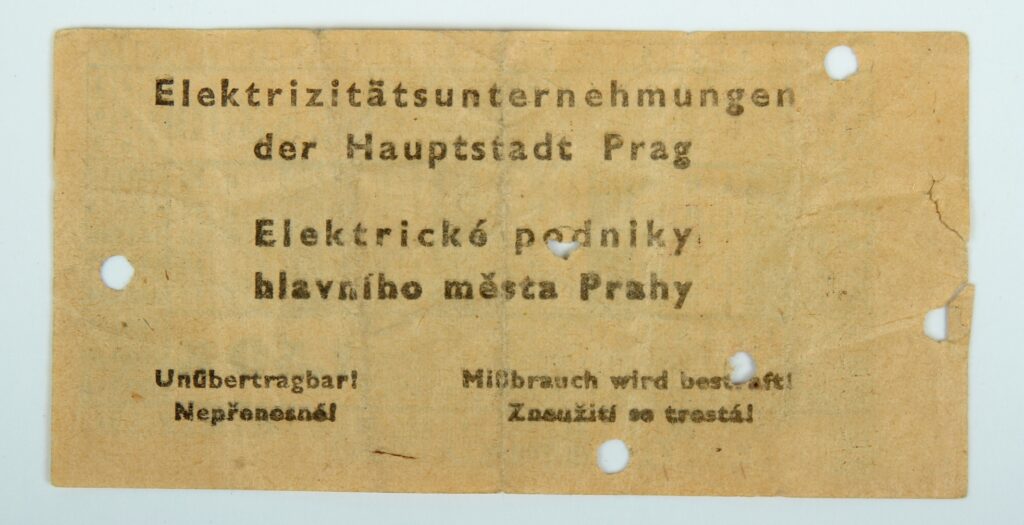 Elektrizitätsunternehmungen
der Hauptstadt Prag
Elektrické podniky
hlavního města Prahy
Unübertragbar!
Nepřenosné!
Mißbrauch wird bestraft!
Zneužití se trestá!